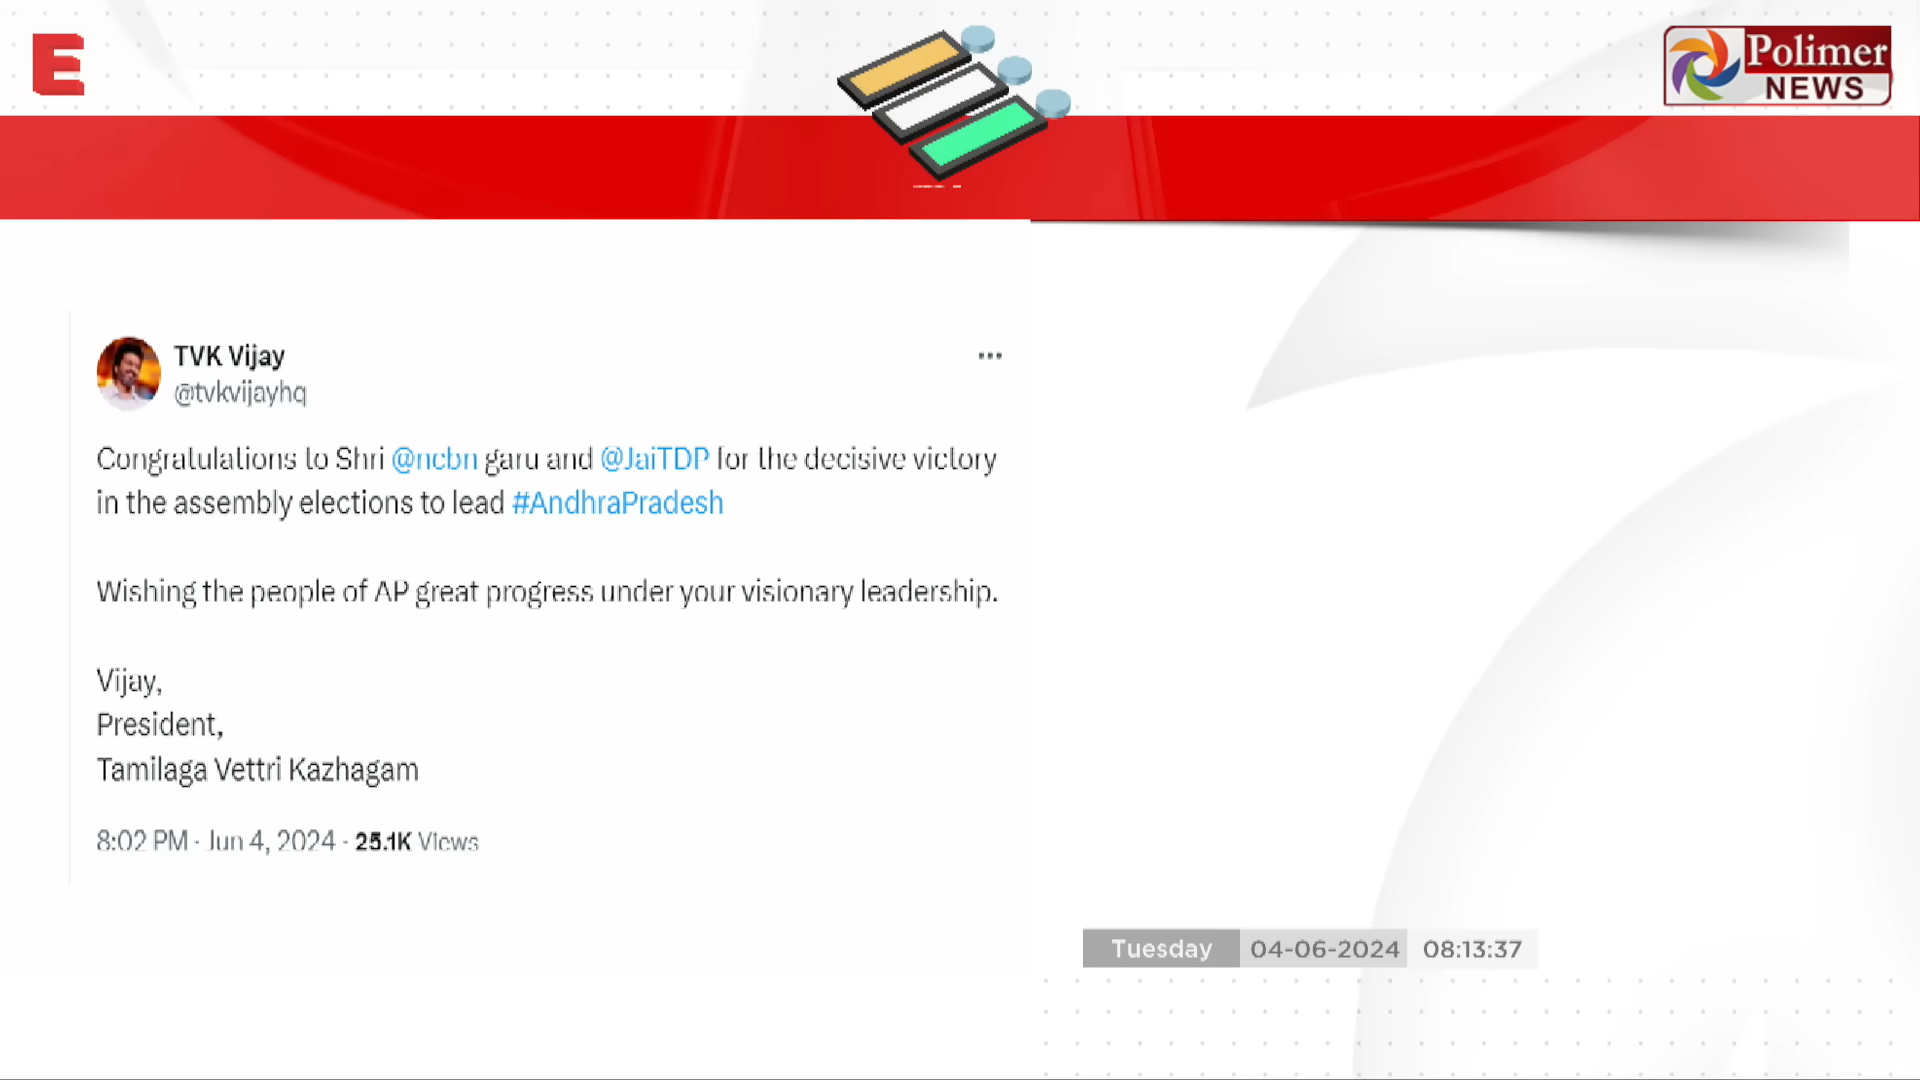 E
Polimer
NEWS
TVK Vijay
@tvkvijayhq
Congratulations to Shri @ncbn garu and @JaiTDP for the decisive victory
in the assembly elections to lead #AndhraPradesh
Wishing the people of AP great progress under your visionary leadership.
Vijay,
President,
Tamilaga Vettri Kazhagam
8:02 PM · Jun 4, 2024 · 25.1K Views
Tuesday 04-06-2024 08:13:37